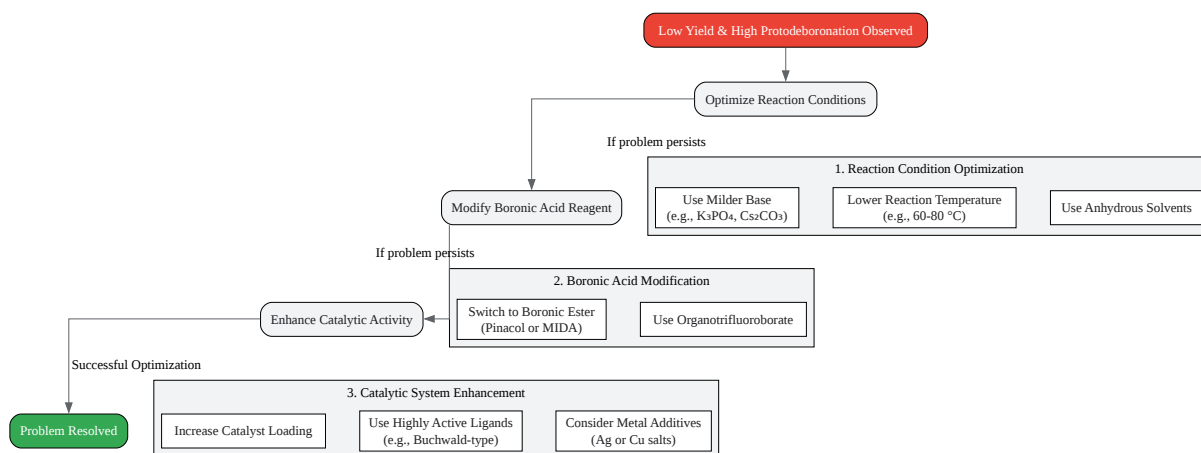 Low Yield & High Protodeboronation Observed
Optimize Reaction Conditions
If problem persists
1. Reaction Condition Optimization
Use Milder Base
(e.g., K₃PO₄, Cs₂CO₃)
Lower Reaction Temperature
(e.g., 60-80 °C)
Use Anhydrous Solvents
Modify Boronic Acid Reagent
If problem persists
2. Boronic Acid Modification
Switch to Boronic Ester
(Pinacol or MIDA)
Use Organotrifluoroborate
Enhance Catalytic Activity
Successful Optimization
3. Catalytic System Enhancement
Increase Catalyst Loading
Use Highly Active Ligands
(e.g., Buchwald-type)
Consider Metal Additives
(Ag or Cu salts)
Problem Resolved